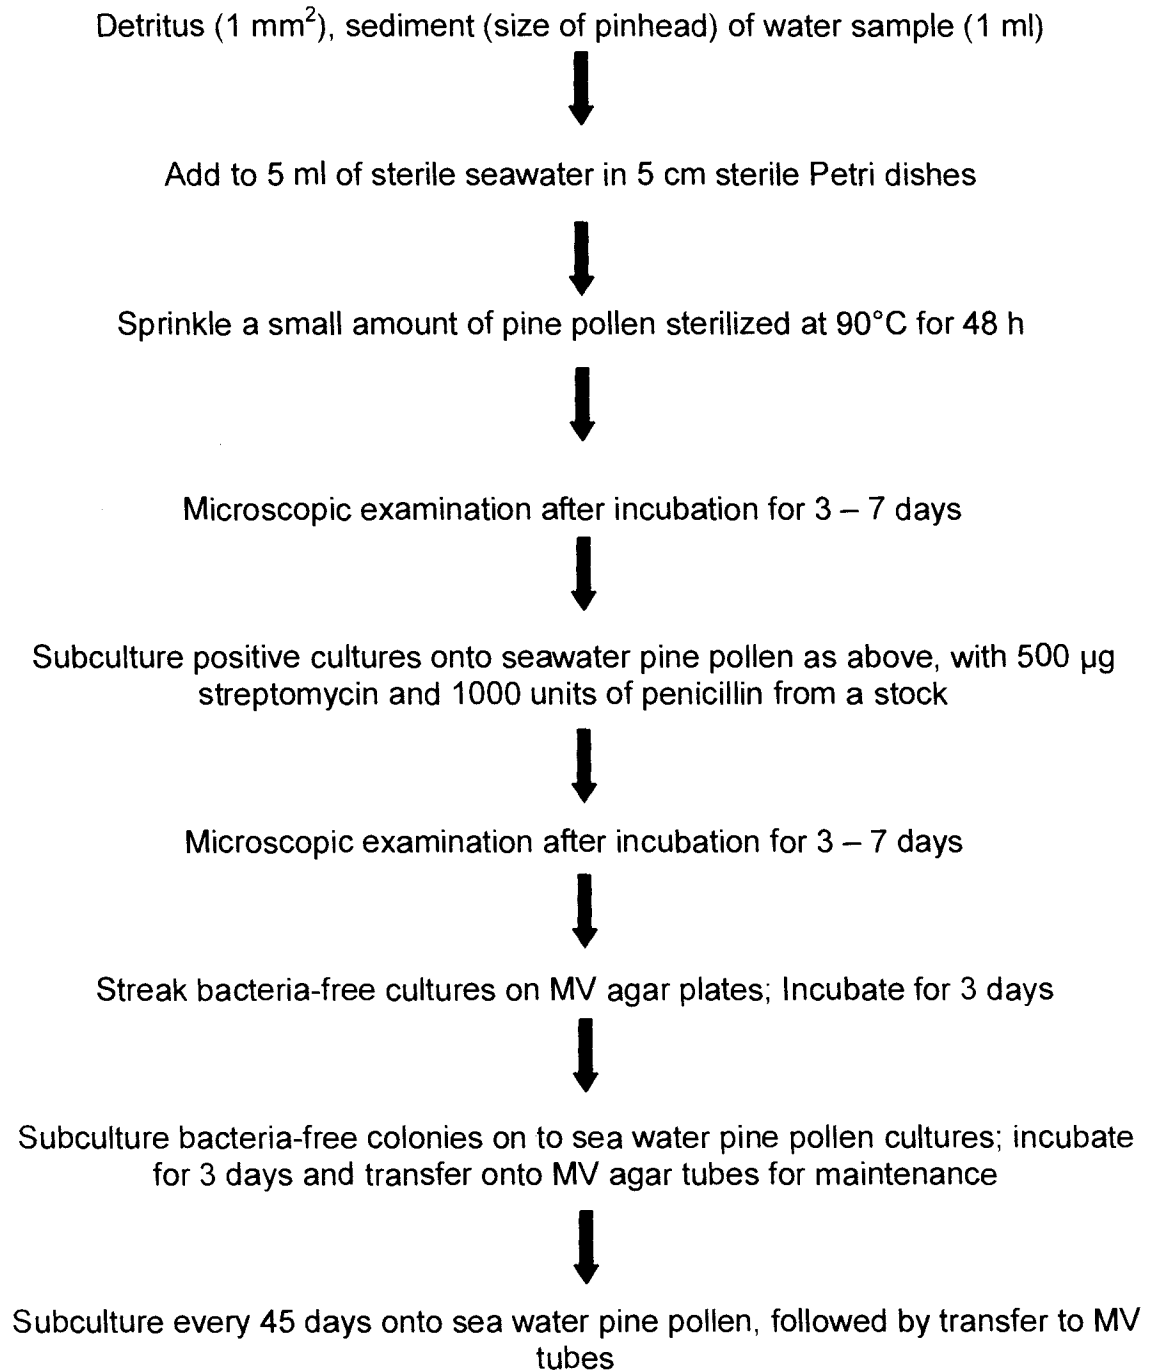 Detritus (1 mm²), sediment (size of pinhead) of water sample (1 ml)
Add to 5 ml of sterile seawater in 5 cm sterile Petri dishes
Sprinkle a small amount of pine pollen sterilized at 90°C for 48 h
Microscopic examination after incubation for 3 – 7 days
Subculture positive cultures onto seawater pine pollen as above, with 500 µg
streptomycin and 1000 units of penicillin from a stock
Microscopic examination after incubation for 3 – 7 days
Streak bacteria-free cultures on MV agar plates; Incubate for 3 days
Subculture bacteria-free colonies on to sea water pine pollen cultures; incubate
for 3 days and transfer onto MV agar tubes for maintenance
Subculture every 45 days onto sea water pine pollen, followed by transfer to MV
tubes